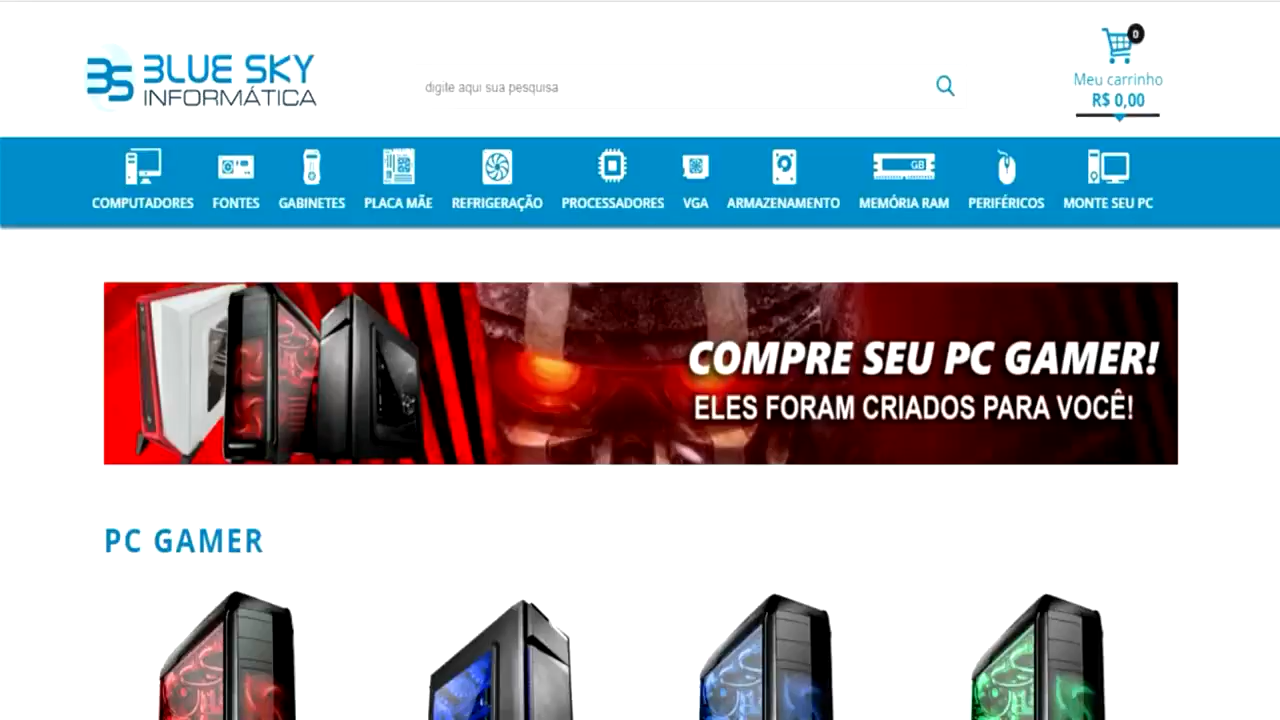 BS BLUE SKY
INFORMÁTICA
digite aqui sua pesquisa
0
Meu carrinho
R$ 0,00
COMPUTADORES FONTES GABINETES PLACA MÃE REFRIGERAÇÃO PROCESSADORES VGA ARMAZENAMENTO MEMÓRIA RAM PERIFÉRICOS MONTE SEU PC
GB
COMPRE SEU PC GAMER!
ELES FORAM CRIADOS PARA VOCÊ!
PC GAMER